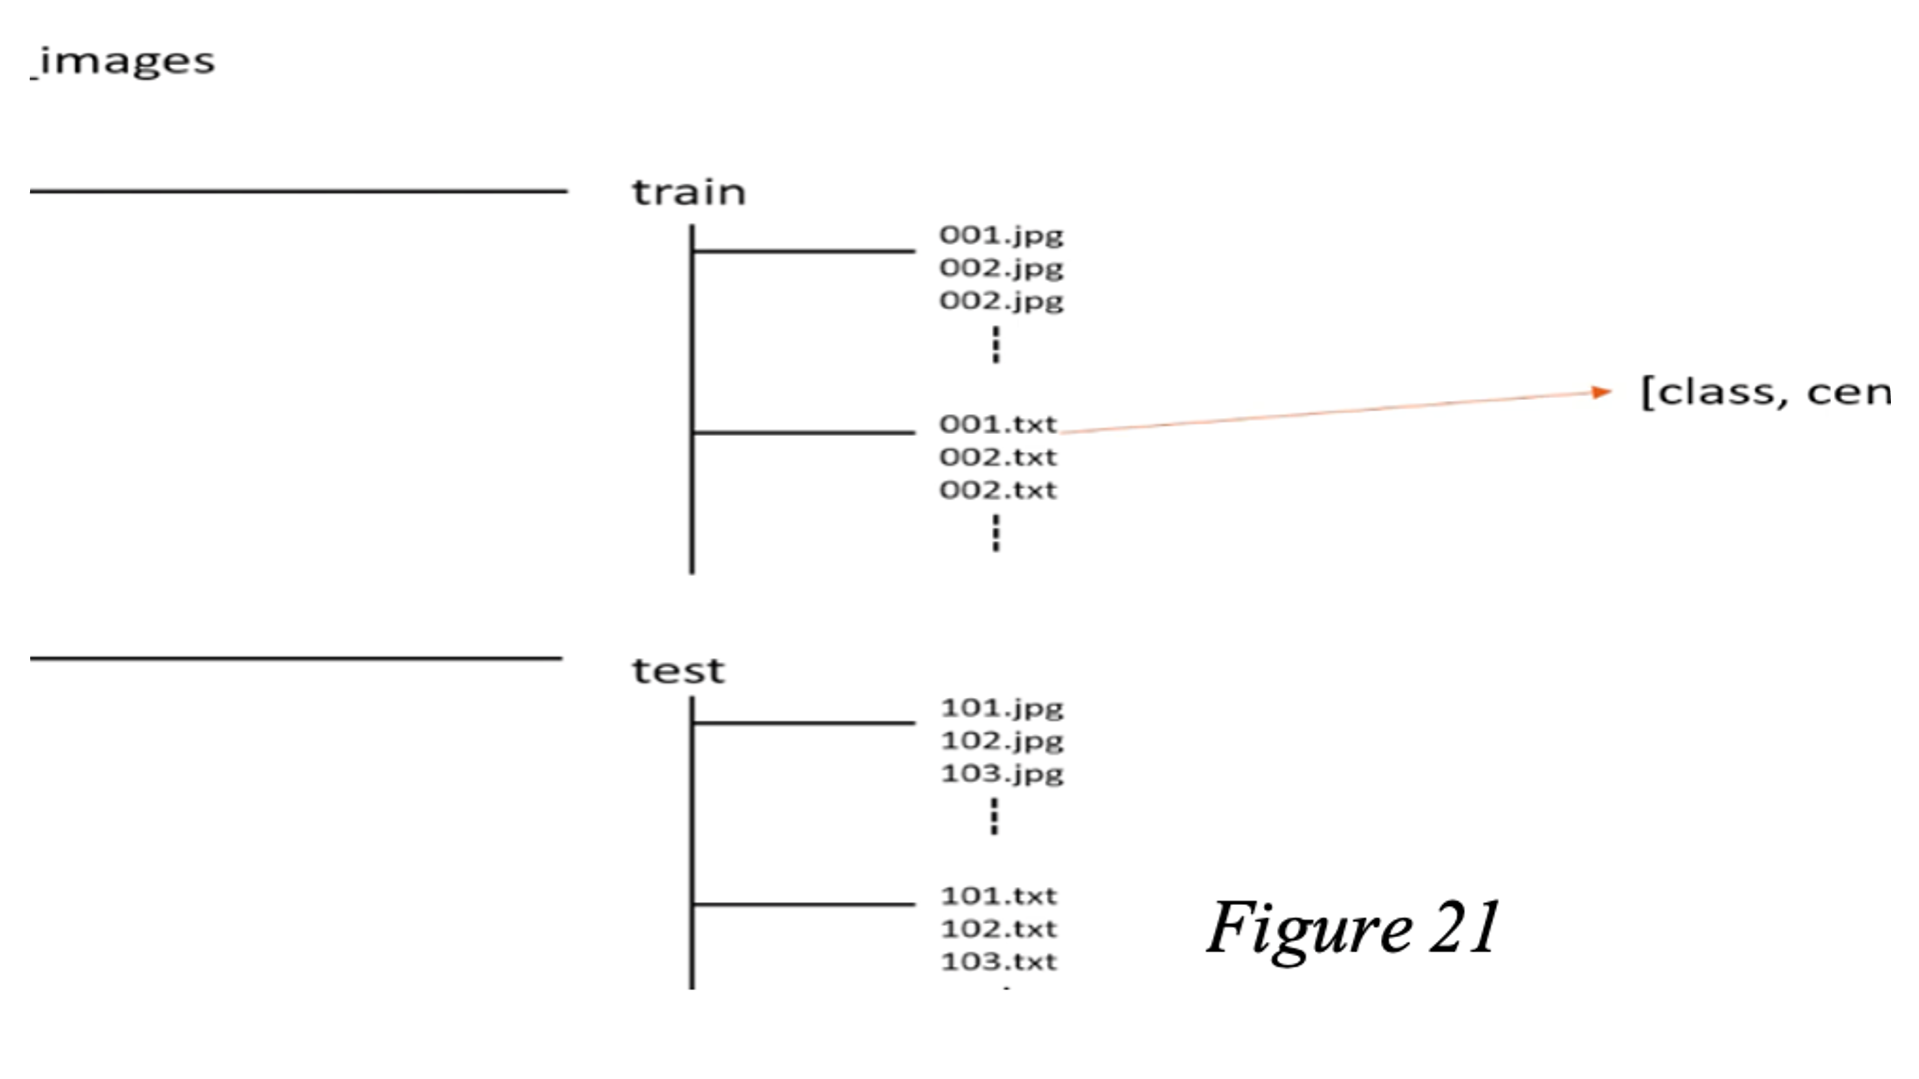 _images
train
001.jpg
002.jpg
002.jpg
001.txt
002.txt
002.txt
[class, cen
test
101.jpg
102.jpg
103.jpg
101.txt
102.txt
103.txt
Figure 21